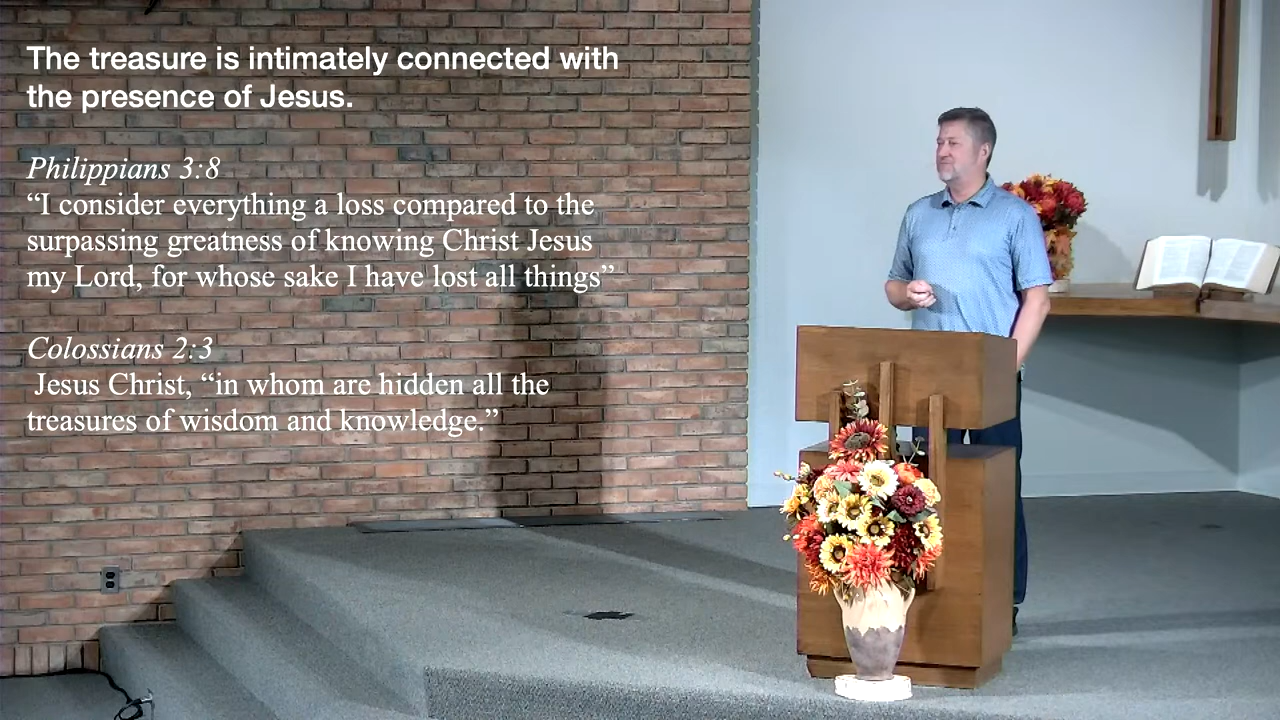 The treasure is intimately connected with
the presence of Jesus.
Philippians 3:8
“I consider everything a loss compared to the
surpassing greatness of knowing Christ Jesus
my Lord, for whose sake I have lost all things”
Colossians 2:3
Jesus Christ, “in whom are hidden all the
treasures of wisdom and knowledge.”